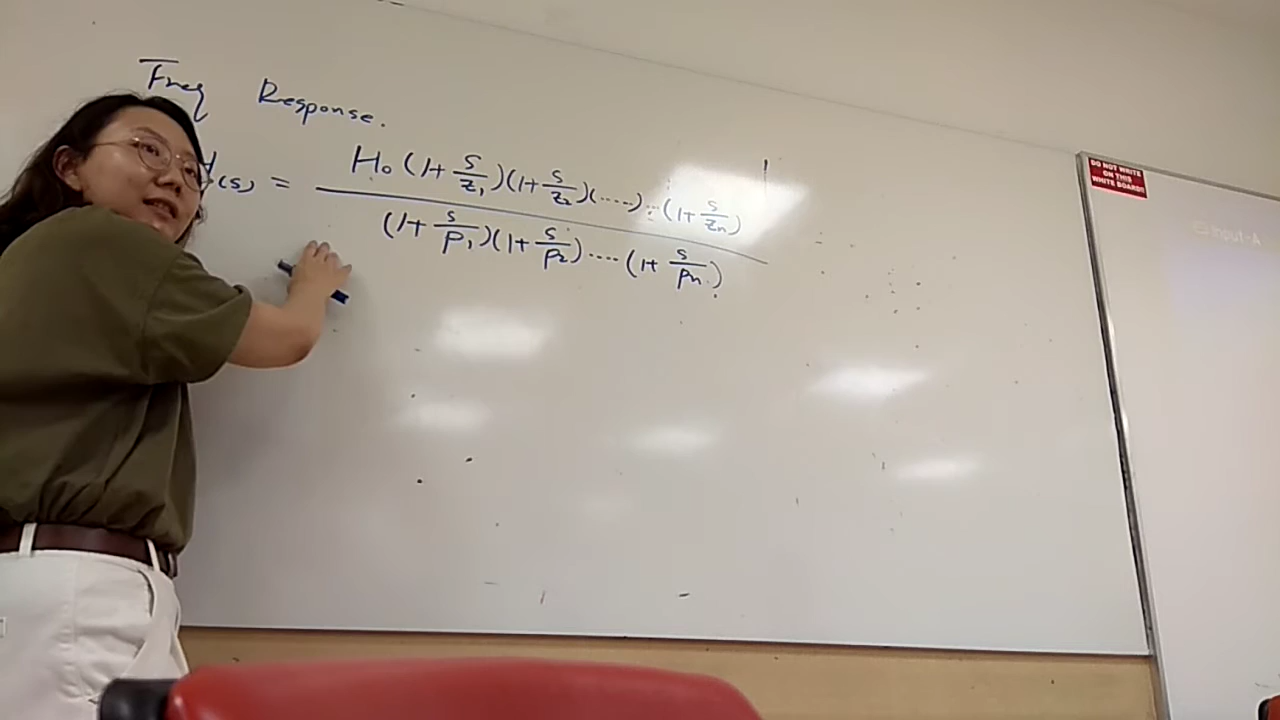 Freq Response.
H(s) = H₀(1+s/z₁)(1+s/z₂)(....)..(1+s/zₙ) / (1+s/p₁)(1+s/p₂)....(1+s/pₙ)
DO NOT WRITE
ON THIS
WHITE BOARD!!
Input-A